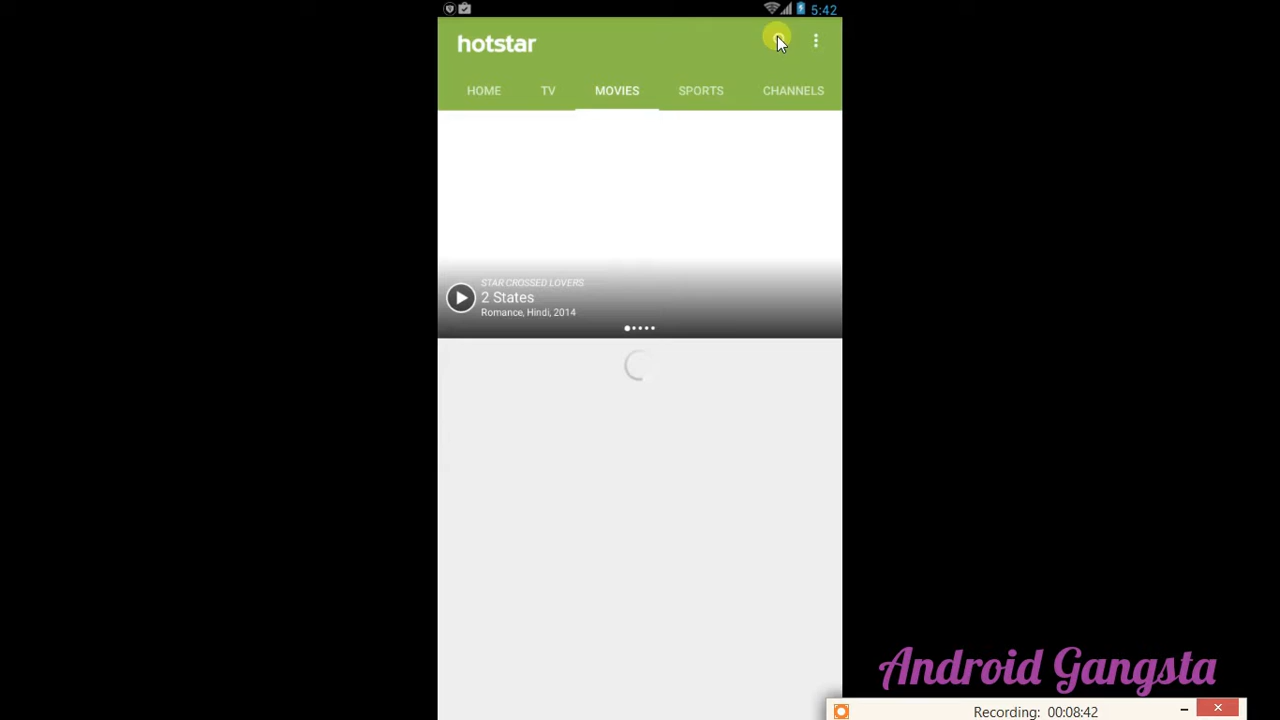 5:42
hotstar
HOME TV MOVIES SPORTS CHANNELS
STAR CROSSED LOVERS
2 States
Romance, Hindi, 2014
Android Gangsta
Recording: 00:08:42